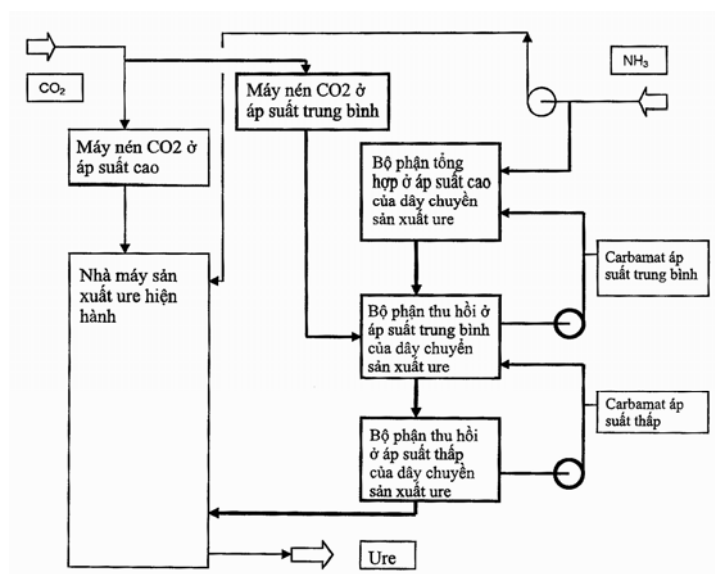 CO₂
NH₃
Máy nén CO2 ở
áp suất trung bình
Máy nén CO2 ở
áp suất cao
Bộ phận tổng
hợp ở áp suất cao
của dây chuyền
sản xuất ure
Nhà máy sản
xuất ure hiện
hành
Carbamat áp
suất trung bình
Bộ phận thu hồi ở
áp suất trung bình
của dây chuyền
sản xuất ure
Carbamat áp
suất thấp
Bộ phận thu hồi
ở áp suất thấp
của dây chuyền
sản xuất ure
Ure